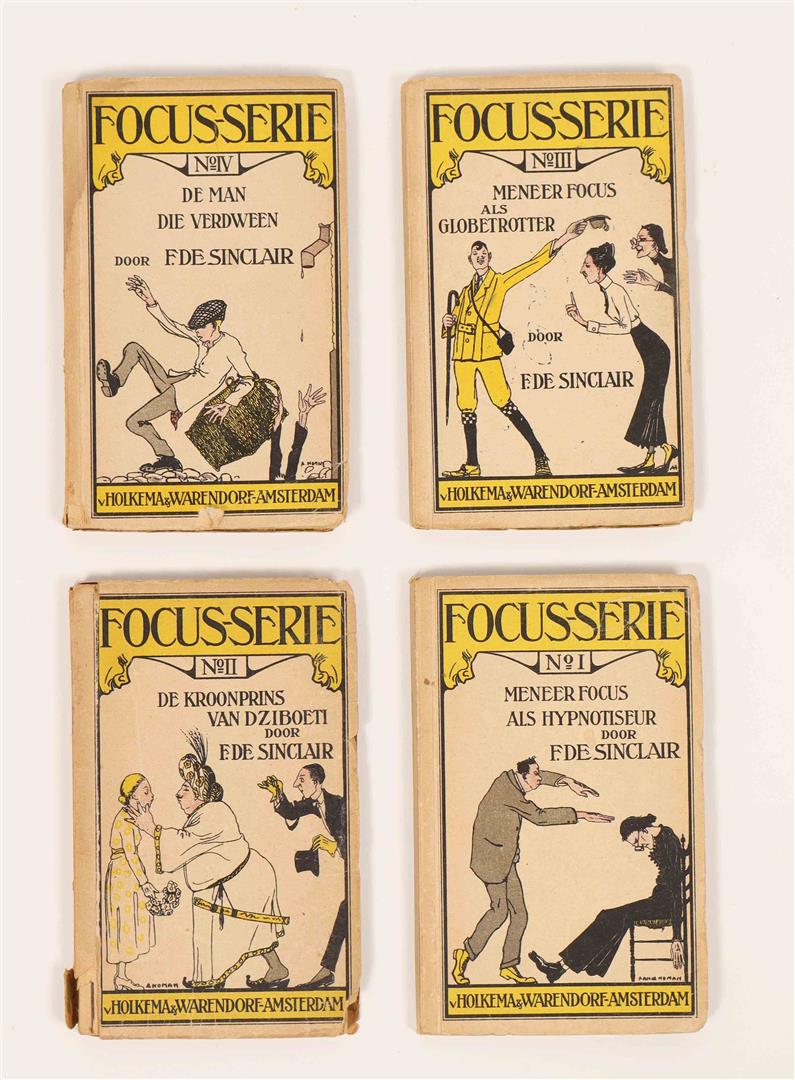 FOCUS-SERIE
No IV
DE MAN
DIE VERDWEEN
DOOR F. DE SINCLAIR
v HOLKEMA & WARENDORF-AMSTERDAM
FOCUS-SERIE
No III
MENEER FOCUS
ALS
GLOBETROTTER
DOOR
F. DE SINCLAIR
v HOLKEMA & WARENDORF-AMSTERDAM
FOCUS-SERIE
No II
DE KROONPRINS
VAN DZIBOETI
DOOR
F. DE SINCLAIR
A HOMAN
v HOLKEMA & WARENDORF-AMSTERDAM
FOCUS-SERIE
No I
MENEER FOCUS
ALS HYPNOTISEUR
DOOR
F. DE SINCLAIR
v HOLKEMA & WARENDORF-AMSTERDAM